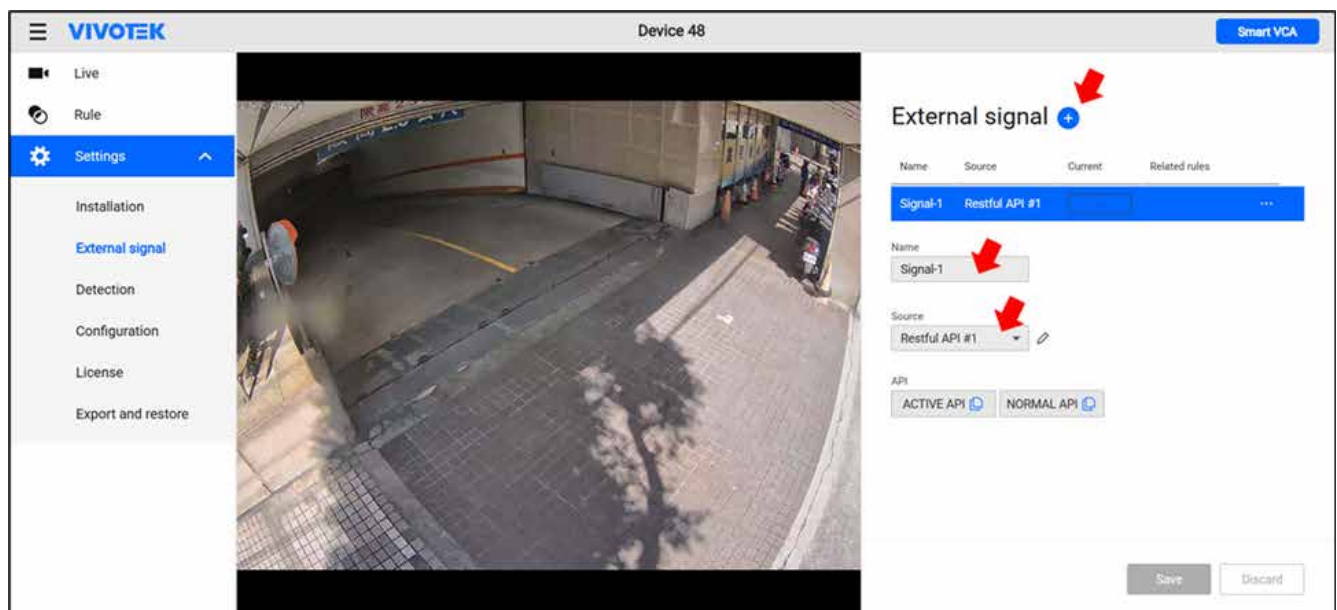 VIVOTEK
Device 48
Smart VCA
Live
Rule
Settings
Installation
External signal
Detection
Configuration
License
Export and restore
External signal
Name Source Current Related rules
Signal-1 Restful API #1
Name
Signal-1
Source
Restful API #1
API
ACTIVE API NORMAL API
Save Discard